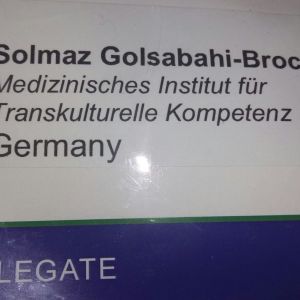 Solmaz Golsabahi-Broc
Medizinisches Institut für
Transkulturelle Kompetenz
Germany
LEGATE